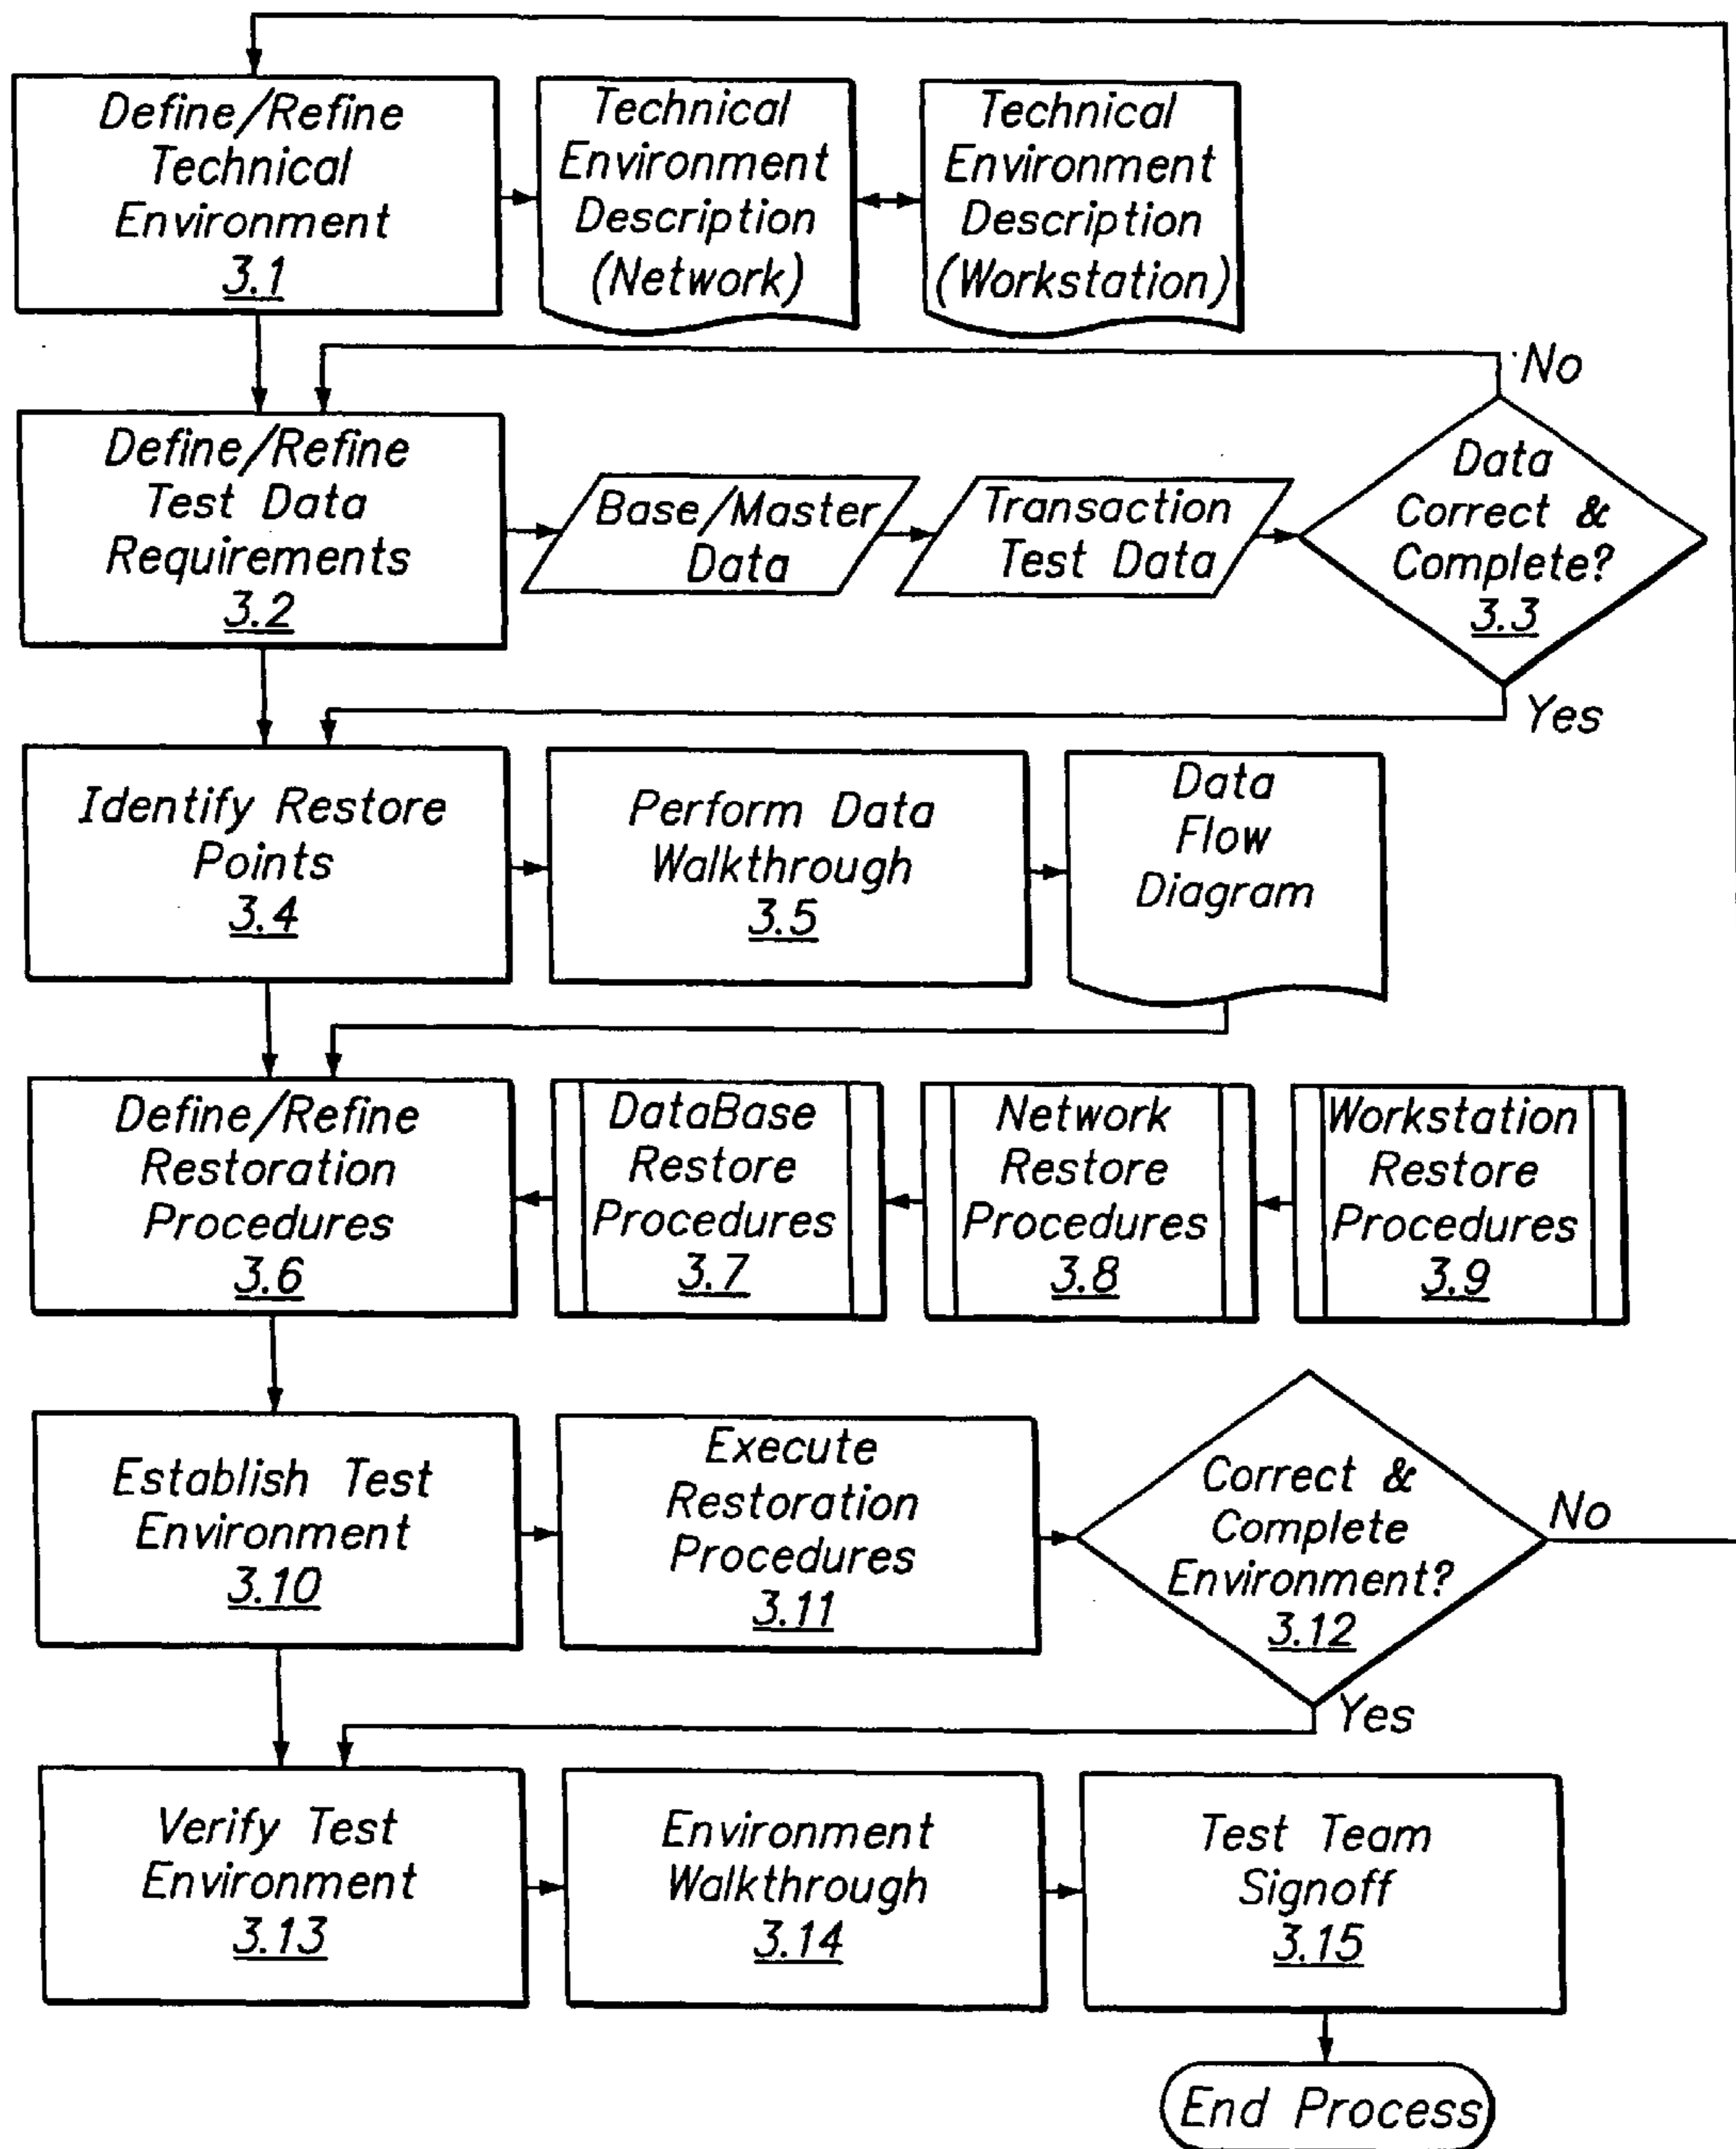 Define/Refine
Technical
Environment
3.1
Technical
Environment
Description
(Network)
Technical
Environment
Description
(Workstation)
No
Define/Refine
Test Data
Requirements
3.2
Base/Master
Data
Transaction
Test Data
Data
Correct &
Complete?
3.3
Yes
Identify Restore
Points
3.4
Perform Data
Walkthrough
3.5
Data
Flow
Diagram
Define/Refine
Restoration
Procedures
3.6
DataBase
Restore
Procedures
3.7
Network
Restore
Procedures
3.8
Workstation
Restore
Procedures
3.9
Establish Test
Environment
3.10
Execute
Restoration
Procedures
3.11
Correct &
Complete
Environment?
3.12
No
Yes
Verify Test
Environment
3.13
Environment
Walkthrough
3.14
Test Team
Signoff
3.15
End Process